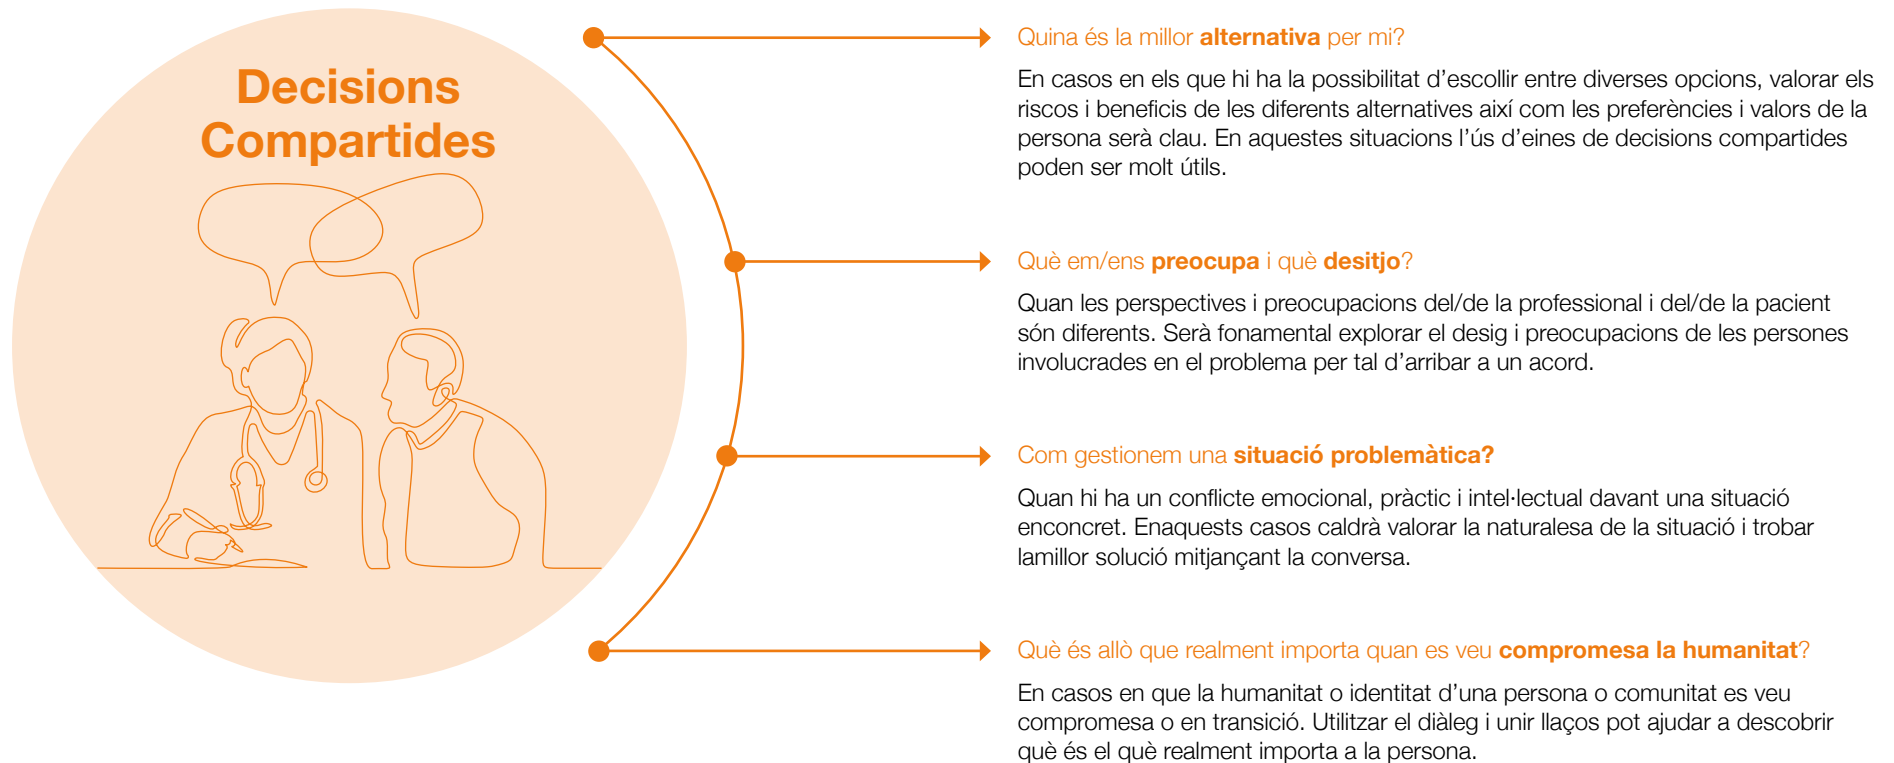 Decisions
Compartides
Quina és la millor alternativa per mi?
En casos en els que hi ha la possibilitat d’escollir entre diverses opcions, valorar els
riscos i beneficis de les diferents alternatives així com les preferències i valors de la
persona serà clau. En aquestes situacions l’ús d’eines de decisions compartides
poden ser molt útils.
Què em/ens preocupa i què desitjo?
Quan les perspectives i preocupacions del/de la professional i del/de la pacient
són diferents. Serà fonamental explorar el desig i preocupacions de les persones
involucrades en el problema per tal d’arribar a un acord.
Com gestionem una situació problemàtica?
Quan hi ha un conflicte emocional, pràctic i intel·lectual davant una situació
enconcret. Enaquests casos caldrà valorar la naturalesa de la situació i trobar
lamillor solució mitjançant la conversa.
Què és allò que realment importa quan es veu compromesa la humanitat?
En casos en que la humanitat o identitat d’una persona o comunitat es veu
compromesa o en transició. Utilitzar el diàleg i unir llaços pot ajudar a descobrir
què és el què realment importa a la persona.